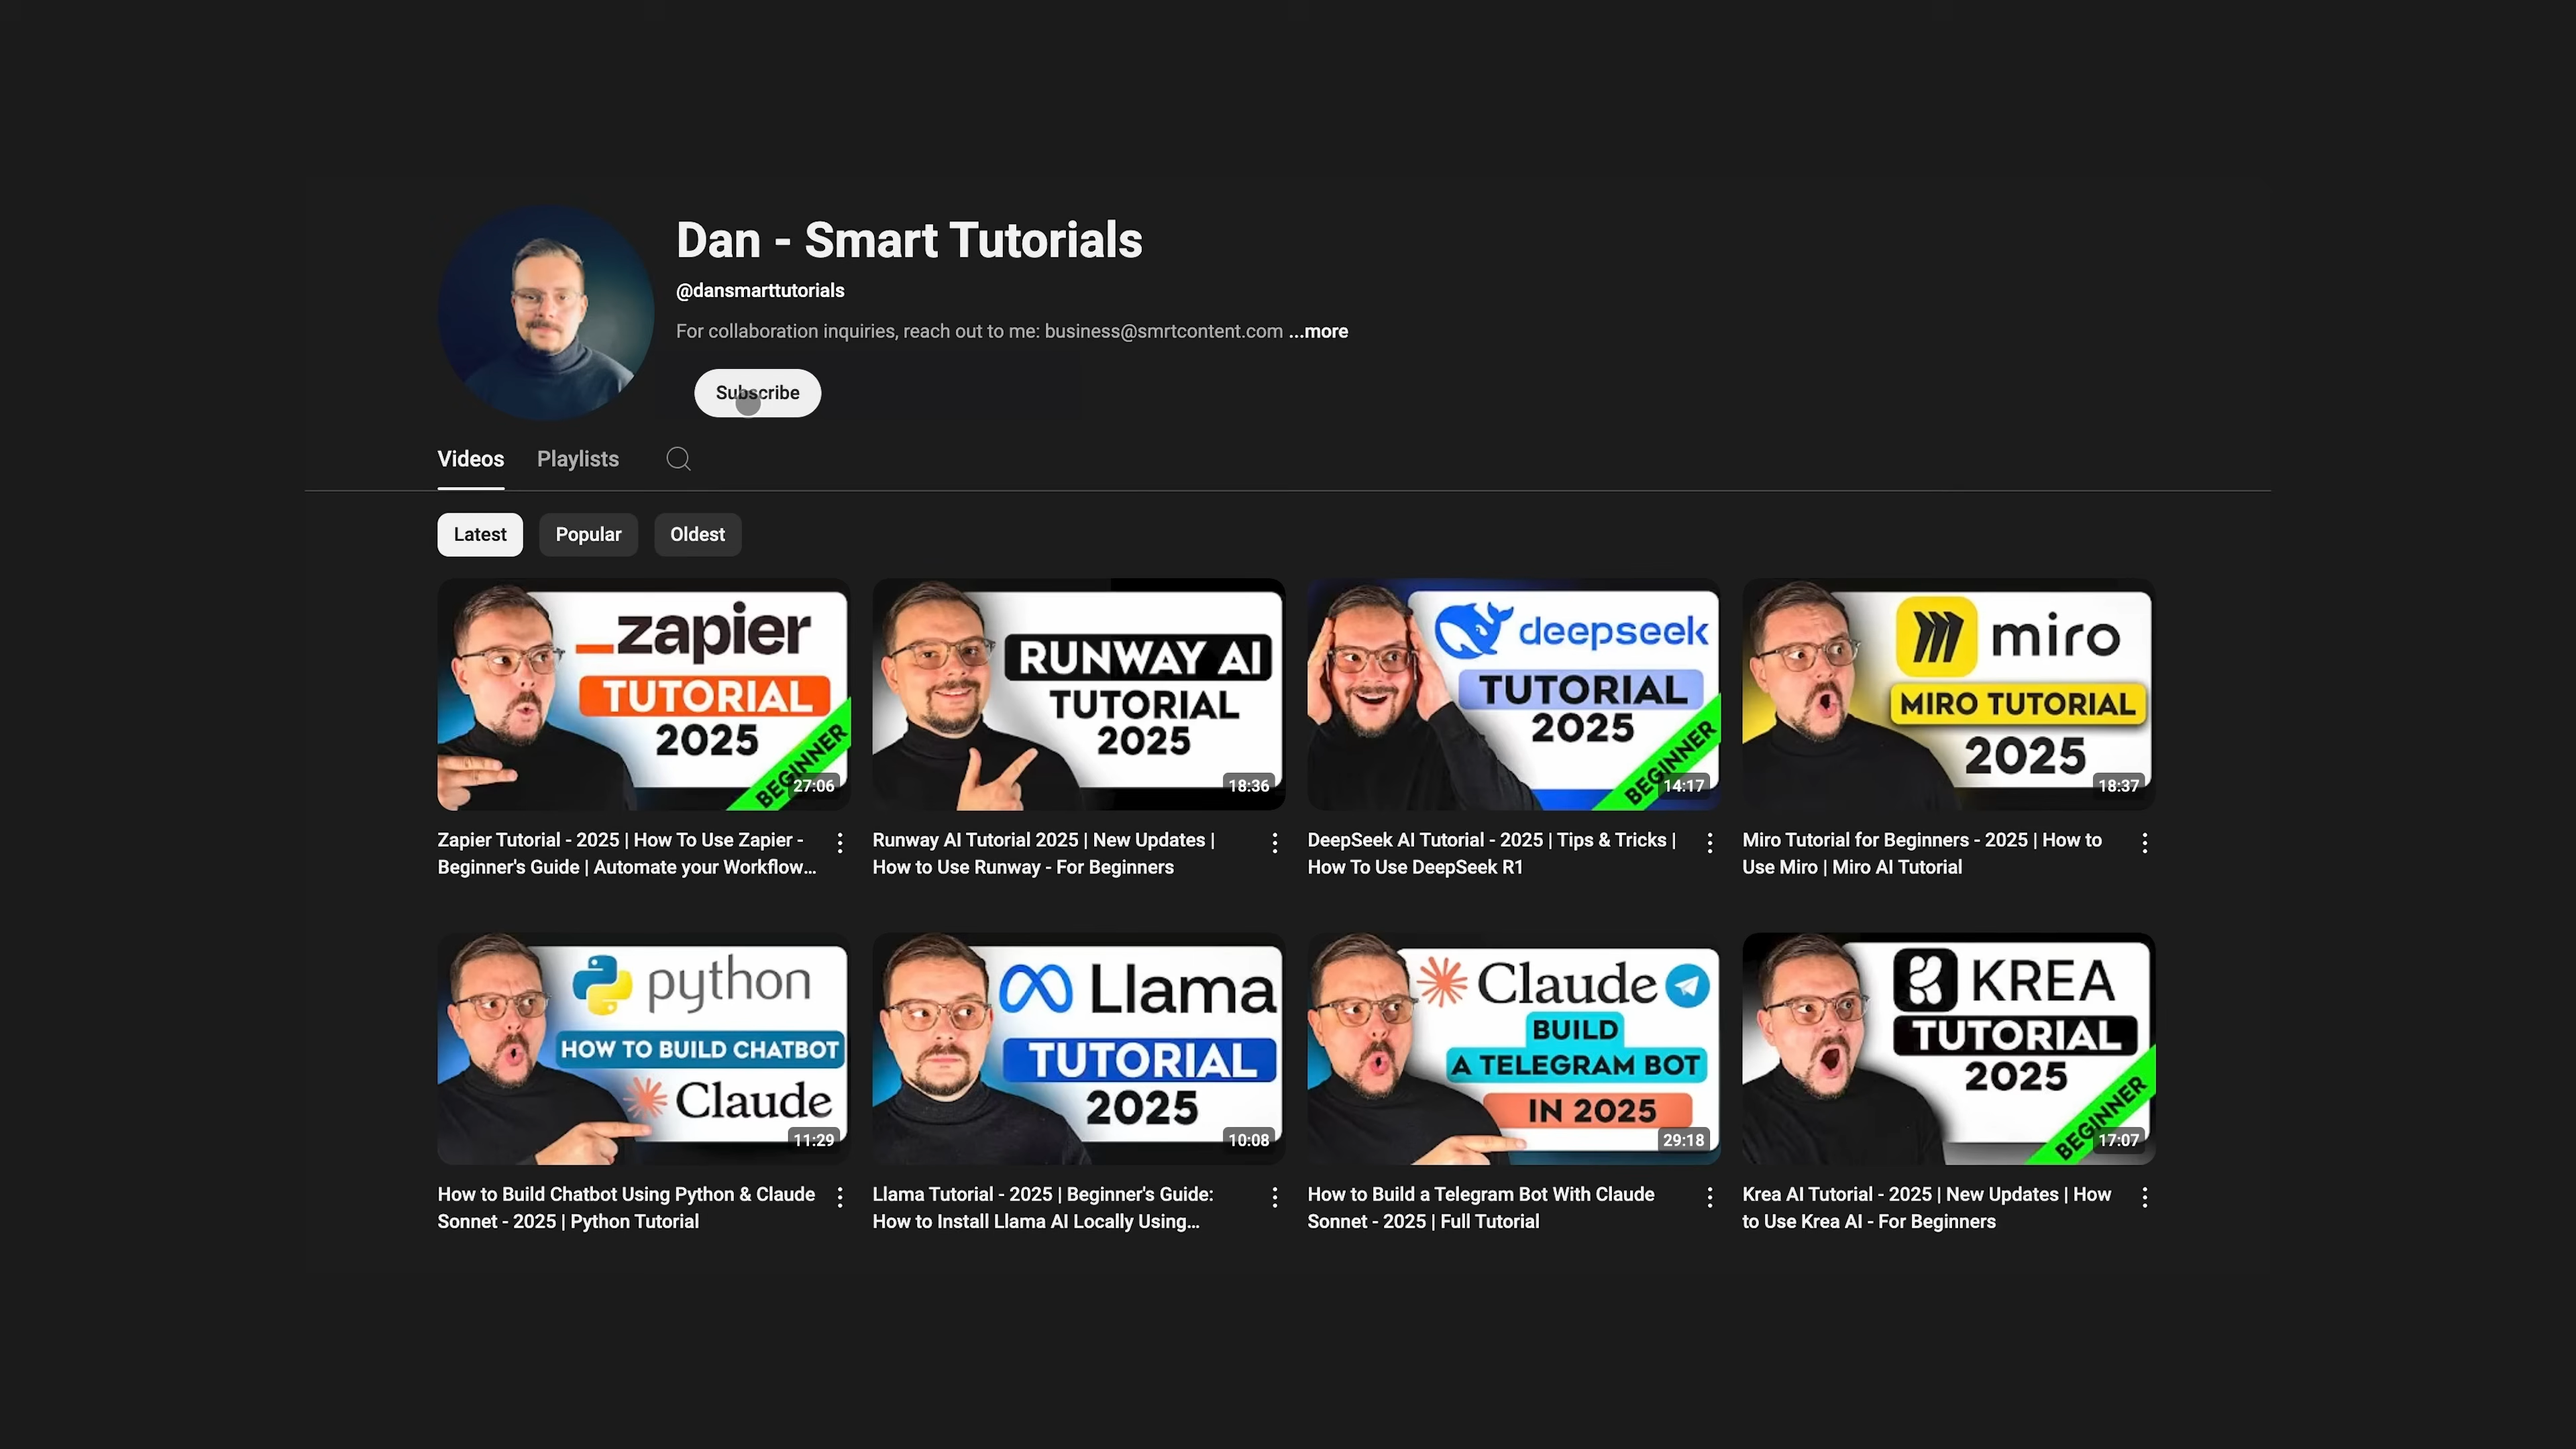 Dan - Smart Tutorials
@dansmarttutorials
For collaboration inquiries, reach out to me: business@smrtcontent.com ...more
Subscribe
Videos
Playlists
Latest
Popular
Oldest
zapier
TUTORIAL
2025
BEGINNER
27:06
RUNWAY AI
TUTORIAL
2025
18:36
deepseek
TUTORIAL
2025
BEGINNER
14:17
miro
MIRO TUTORIAL
2025
18:37
Zapier Tutorial - 2025 | How To Use Zapier -
Beginner's Guide | Automate your Workflow...
Runway AI Tutorial 2025 | New Updates |
How to Use Runway - For Beginners
DeepSeek AI Tutorial - 2025 | Tips & Tricks |
How To Use DeepSeek R1
Miro Tutorial for Beginners - 2025 | How to
Use Miro | Miro AI Tutorial
python
HOW TO BUILD CHATBOT
Claude
11:29
Llama
TUTORIAL
2025
10:08
Claude
BUILD
A TELEGRAM BOT
IN 2025
29:18
KREA
TUTORIAL
2025
BEGINNER
17:07
How to Build Chatbot Using Python & Claude
Sonnet - 2025 | Python Tutorial
Llama Tutorial - 2025 | Beginner's Guide:
How to Install Llama AI Locally Using...
How to Build a Telegram Bot With Claude
Sonnet - 2025 | Full Tutorial
Krea AI Tutorial - 2025 | New Updates | How
to Use Krea AI - For Beginners